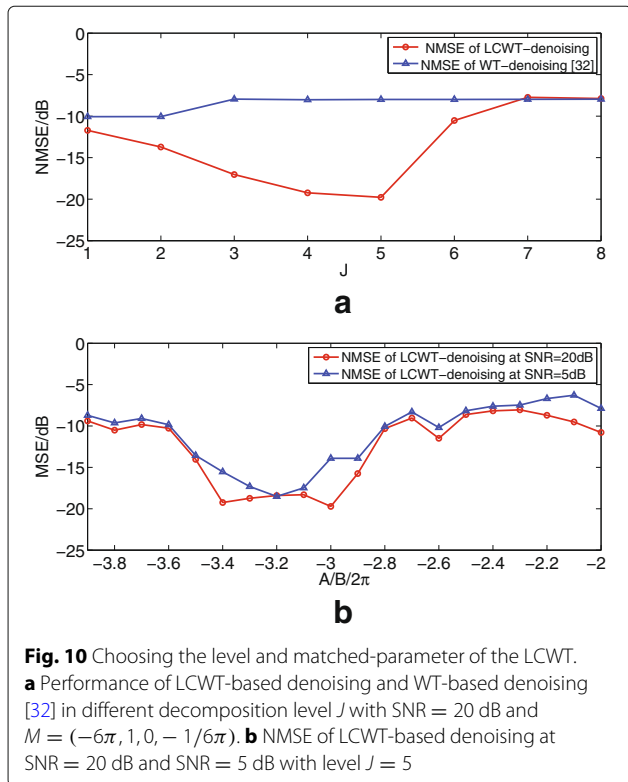 0
−5
−10
−15
−20
−25
NMSE/dB
NMSE of LCWT−denoising
NMSE of WT−denoising [32]
1 2 3 4 5 6 7 8
J
a
0
−5
−10
−15
−20
−25
MSE/dB
NMSE of LCWT−denoising at SNR=20dB
NMSE of LCWT−denoising at SNR=5dB
−3.8 −3.6 −3.4 −3.2 −3 −2.8 −2.6 −2.4 −2.2 −2
A/B/2π
b
Fig. 10 Choosing the level and matched-parameter of the LCWT.
a Performance of LCWT-based denoising and WT-based denoising
[32] in different decomposition level J with SNR = 20 dB and
M = (−6π, 1, 0, − 1/6π). b NMSE of LCWT-based denoising at
SNR = 20 dB and SNR = 5 dB with level J = 5